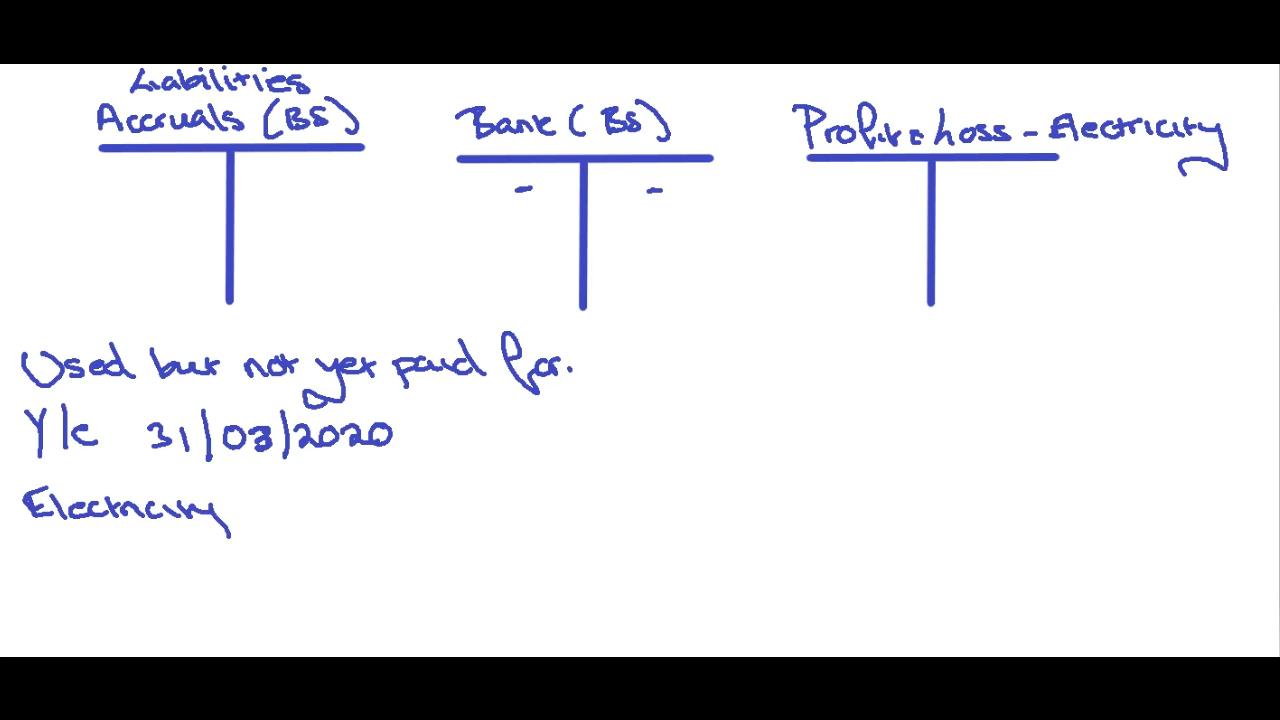 Liabilities
Accruals (BS)
Bank (BS)
Profit & Loss - Electricity
- -
Used but not yet paid for.
Y/e 31/03/2020
Electricity